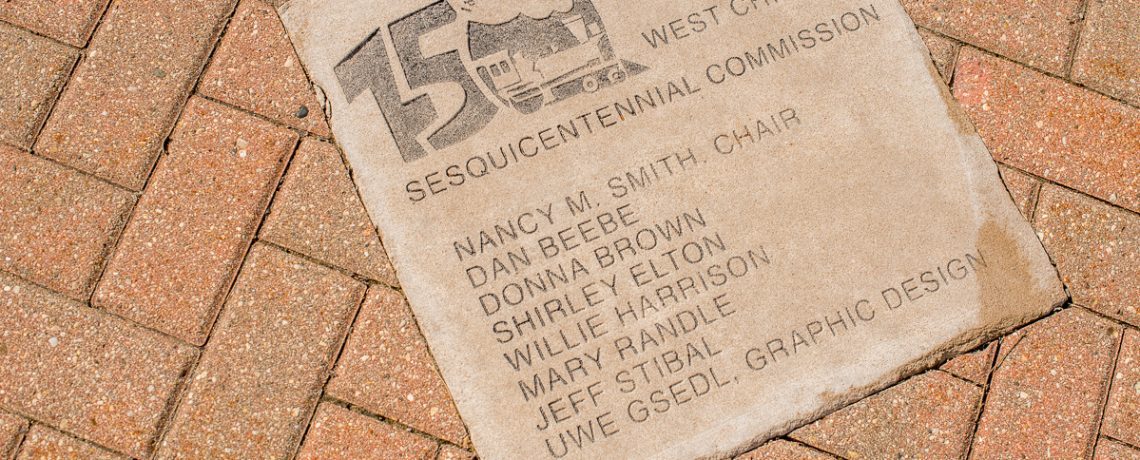 150
WEST
SESQUICENTENNIAL COMMISSION
NANCY M. SMITH, CHAIR
DAN BEEBE
DONNA BROWN
SHIRLEY ELTON
WILLIE HARRISON
MARY RANDLE
JEFF STIBAL
UWE GSEDL, GRAPHIC DESIGN